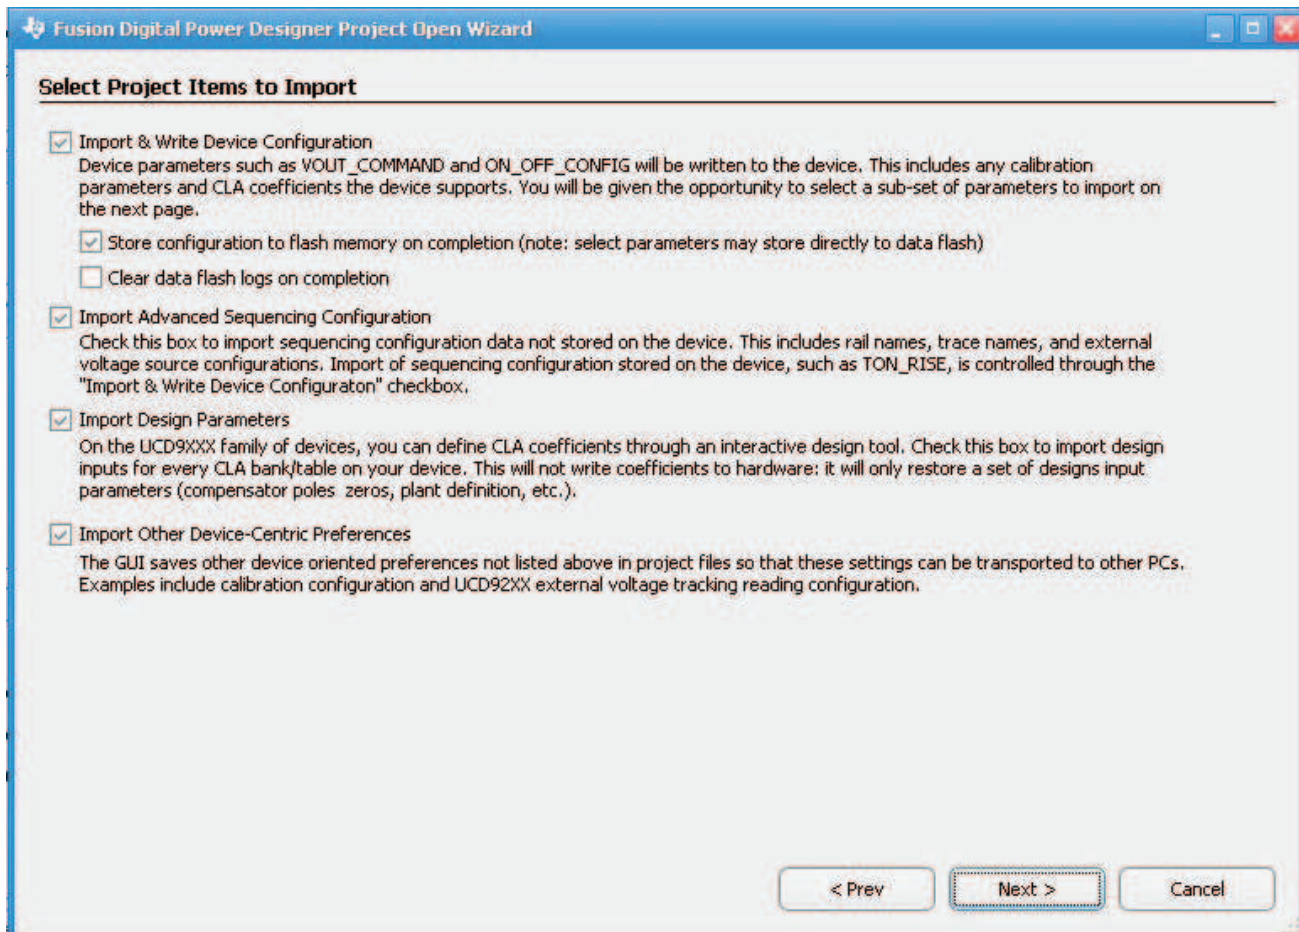 Fusion Digital Power Designer Project Open Wizard
Select Project Items to Import
Import & Write Device Configuration
Device parameters such as VOUT_COMMAND and ON_OFF_CONFIG will be written to the device. This includes any calibration
parameters and CLA coefficients the device supports. You will be given the opportunity to select a sub-set of parameters to import on
the next page.
Store configuration to flash memory on completion (note: select parameters may store directly to data flash)
Clear data flash logs on completion
Import Advanced Sequencing Configuration
Check this box to import sequencing configuration data not stored on the device. This includes rail names, trace names, and external
voltage source configurations. Import of sequencing configuration stored on the device, such as TON_RISE, is controlled through the
"Import & Write Device Configuraton" checkbox.
Import Design Parameters
On the UCD9XXX family of devices, you can define CLA coefficients through an interactive design tool. Check this box to import design
inputs for every CLA bank/table on your device. This will not write coefficients to hardware: it will only restore a set of designs input
parameters (compensator poles zeros, plant definition, etc.).
Import Other Device-Centric Preferences
The GUI saves other device oriented preferences not listed above in project files so that these settings can be transported to other PCs.
Examples include calibration configuration and UCD92XX external voltage tracking reading configuration.
< Prev
Next >
Cancel